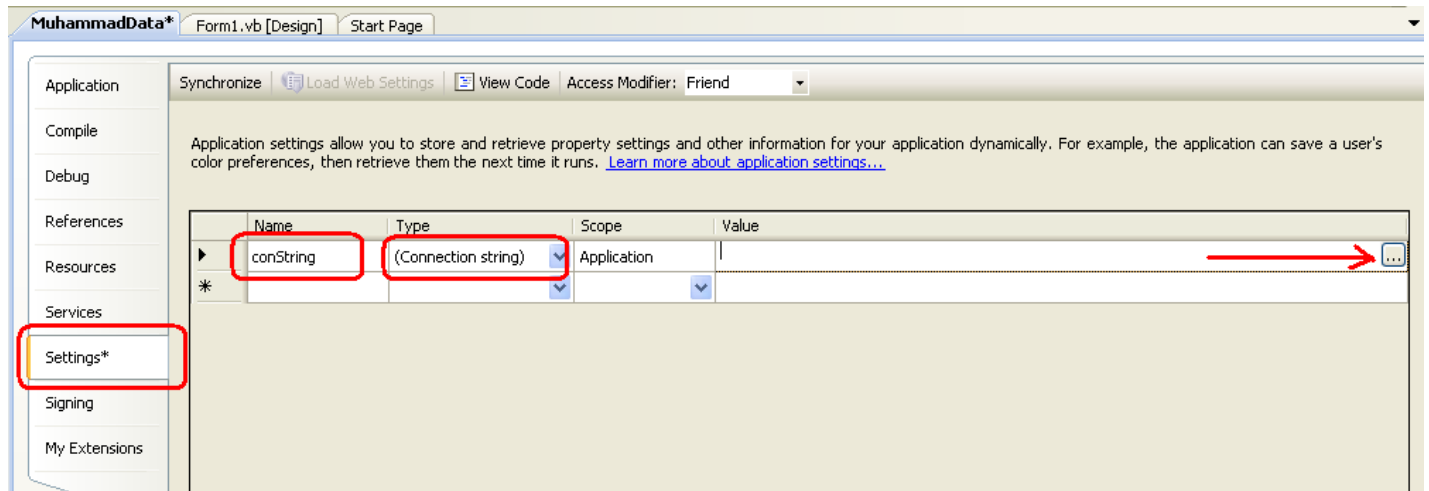 MuhammadData* Form1.vb [Design] Start Page
Application
Compile
Debug
References
Resources
Services
Settings*
Signing
My Extensions
Synchronize Load Web Settings View Code Access Modifier: Friend
Application settings allow you to store and retrieve property settings and other information for your application dynamically. For example, the application can save a user's
color preferences, then retrieve them the next time it runs. Learn more about application settings...
Name Type Scope Value
conString (Connection string) Application ...
*